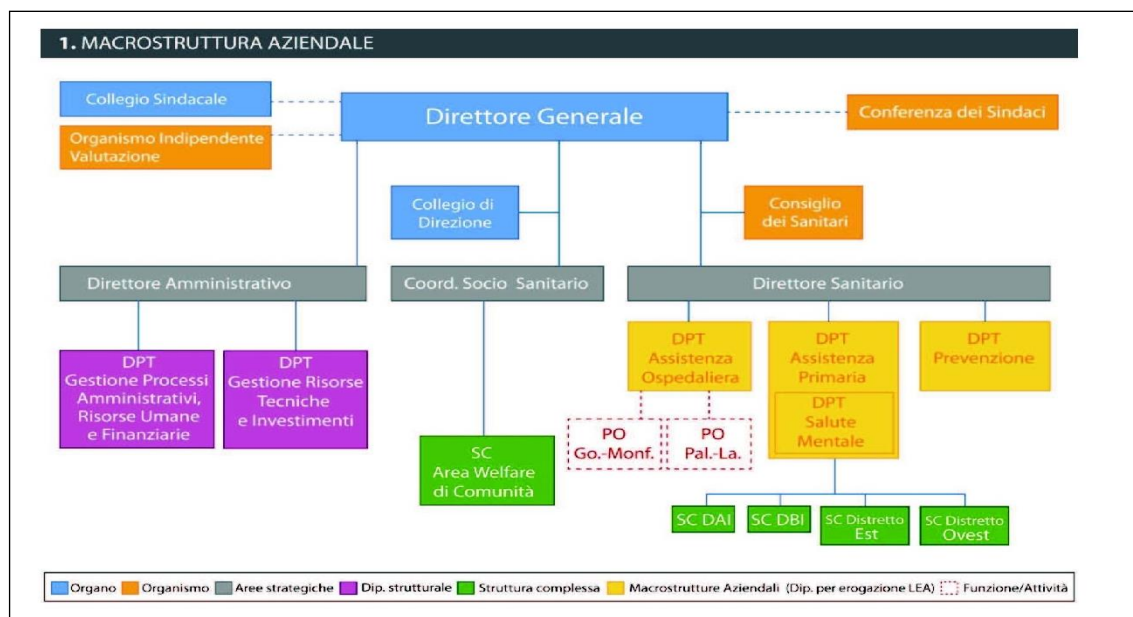 1. MACROSTRUTTURA AZIENDALE
Collegio Sindacale
Direttore Generale
Conferenza dei Sindaci
Organismo Indipendente
Valutazione
Collegio di
Direzione
Consiglio
dei Sanitari
Direttore Amministrativo
Coord. Socio Sanitario
Direttore Sanitario
DPT
Gestione Processi
Amministrativi,
Risorse Umane
e Finanziarie
DPT
Gestione Risorse
Tecniche
e Investimenti
SC
Area Welfare
di Comunità
DPT
Assistenza
Ospedaliera
DPT
Assistenza
Primaria
DPT
Salute
Mentale
DPT
Prevenzione
PO
Go.-Monf.
PO
Pal.-La.
SC DAI
SC DBI
SC Distretto
Est
SC Distretto
Ovest
Organo
Organismo
Aree strategiche
Dip. strutturale
Struttura complessa
Macrostrutture Aziendali (Dip. per erogazione LEA)
Funzione/Attività